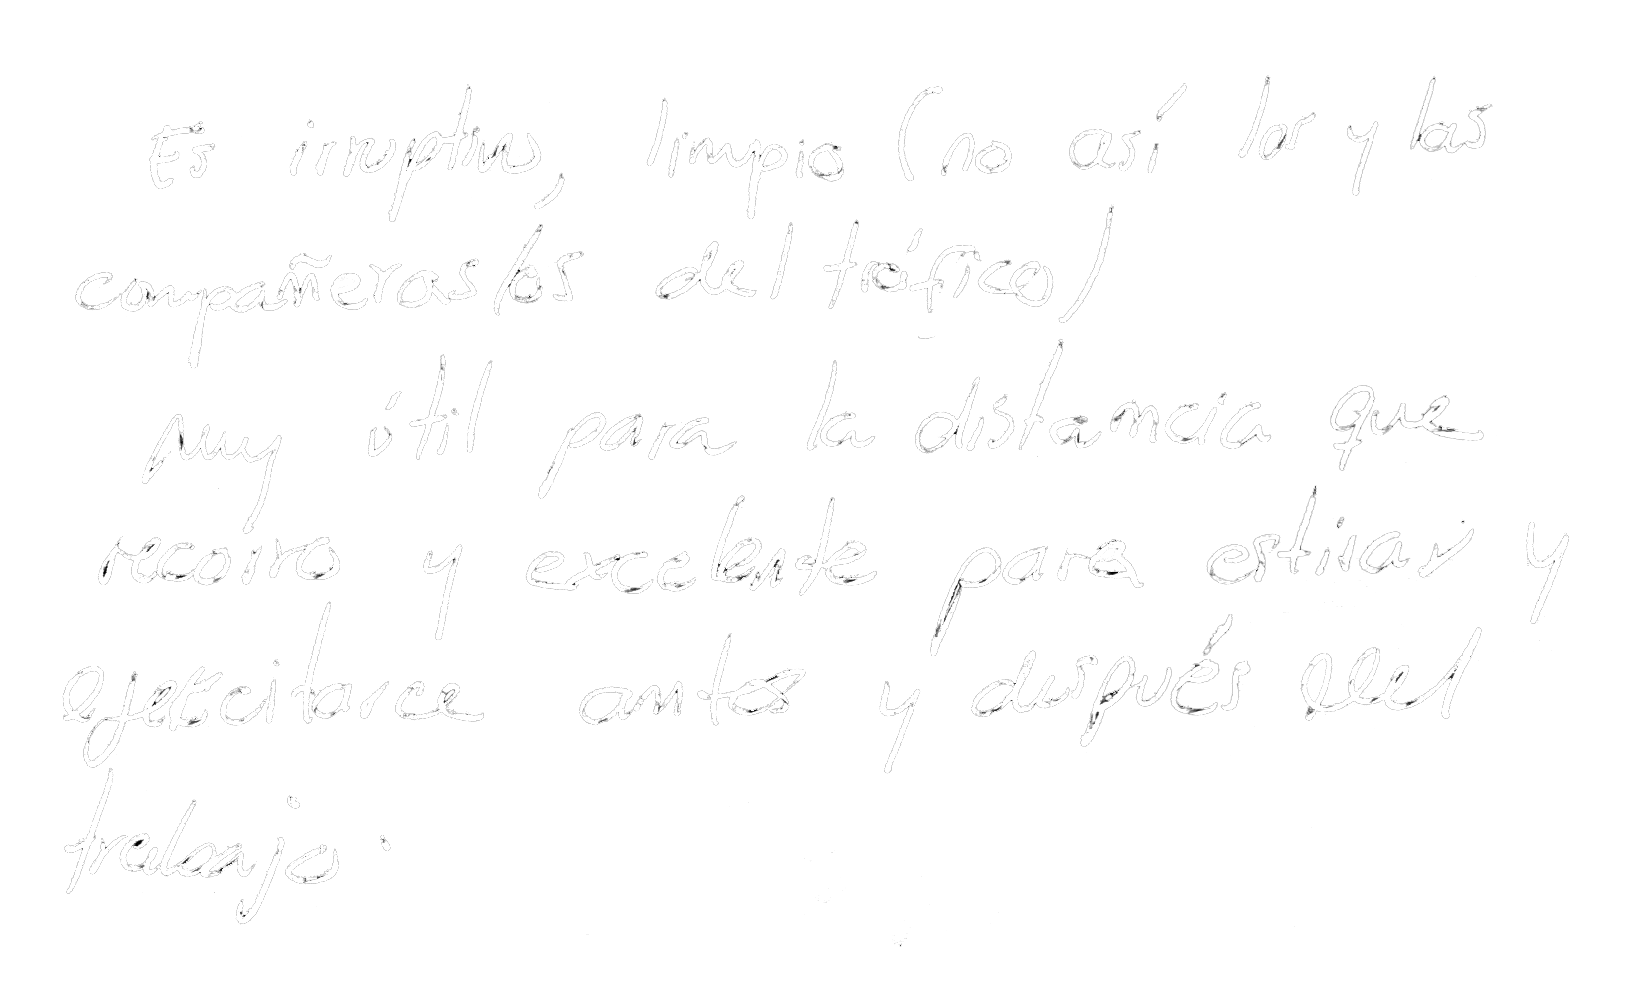 Es irruptivo, limpio (no así los y las
compañeras/os del tráfico)
Muy útil para la distancia que
recorro y excelente para estirar y
ejercitarce antes y después del
trabajo.